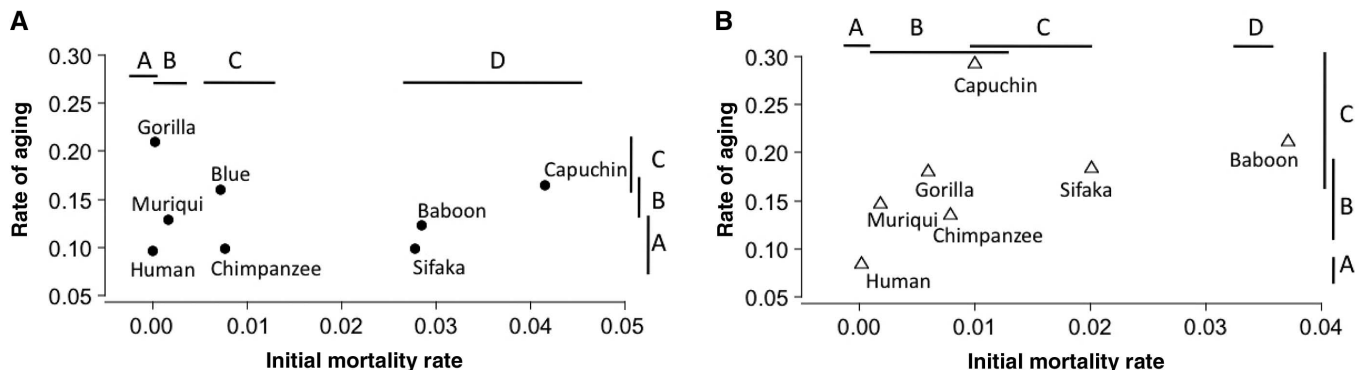 A
A B C D
0.30
0.25
0.20
0.15
0.10
0.05
Rate of aging
Gorilla
Blue
Muriqui
Human
Chimpanzee
Capuchin
Baboon
Sifaka
C
B
A
0.00 0.01 0.02 0.03 0.04 0.05
Initial mortality rate
B
A B C D
0.30
0.25
0.20
0.15
0.10
0.05
Rate of aging
Capuchin
Baboon
Gorilla
Sifaka
Muriqui
Chimpanzee
Human
C
B
A
0.00 0.01 0.02 0.03 0.04
Initial mortality rate